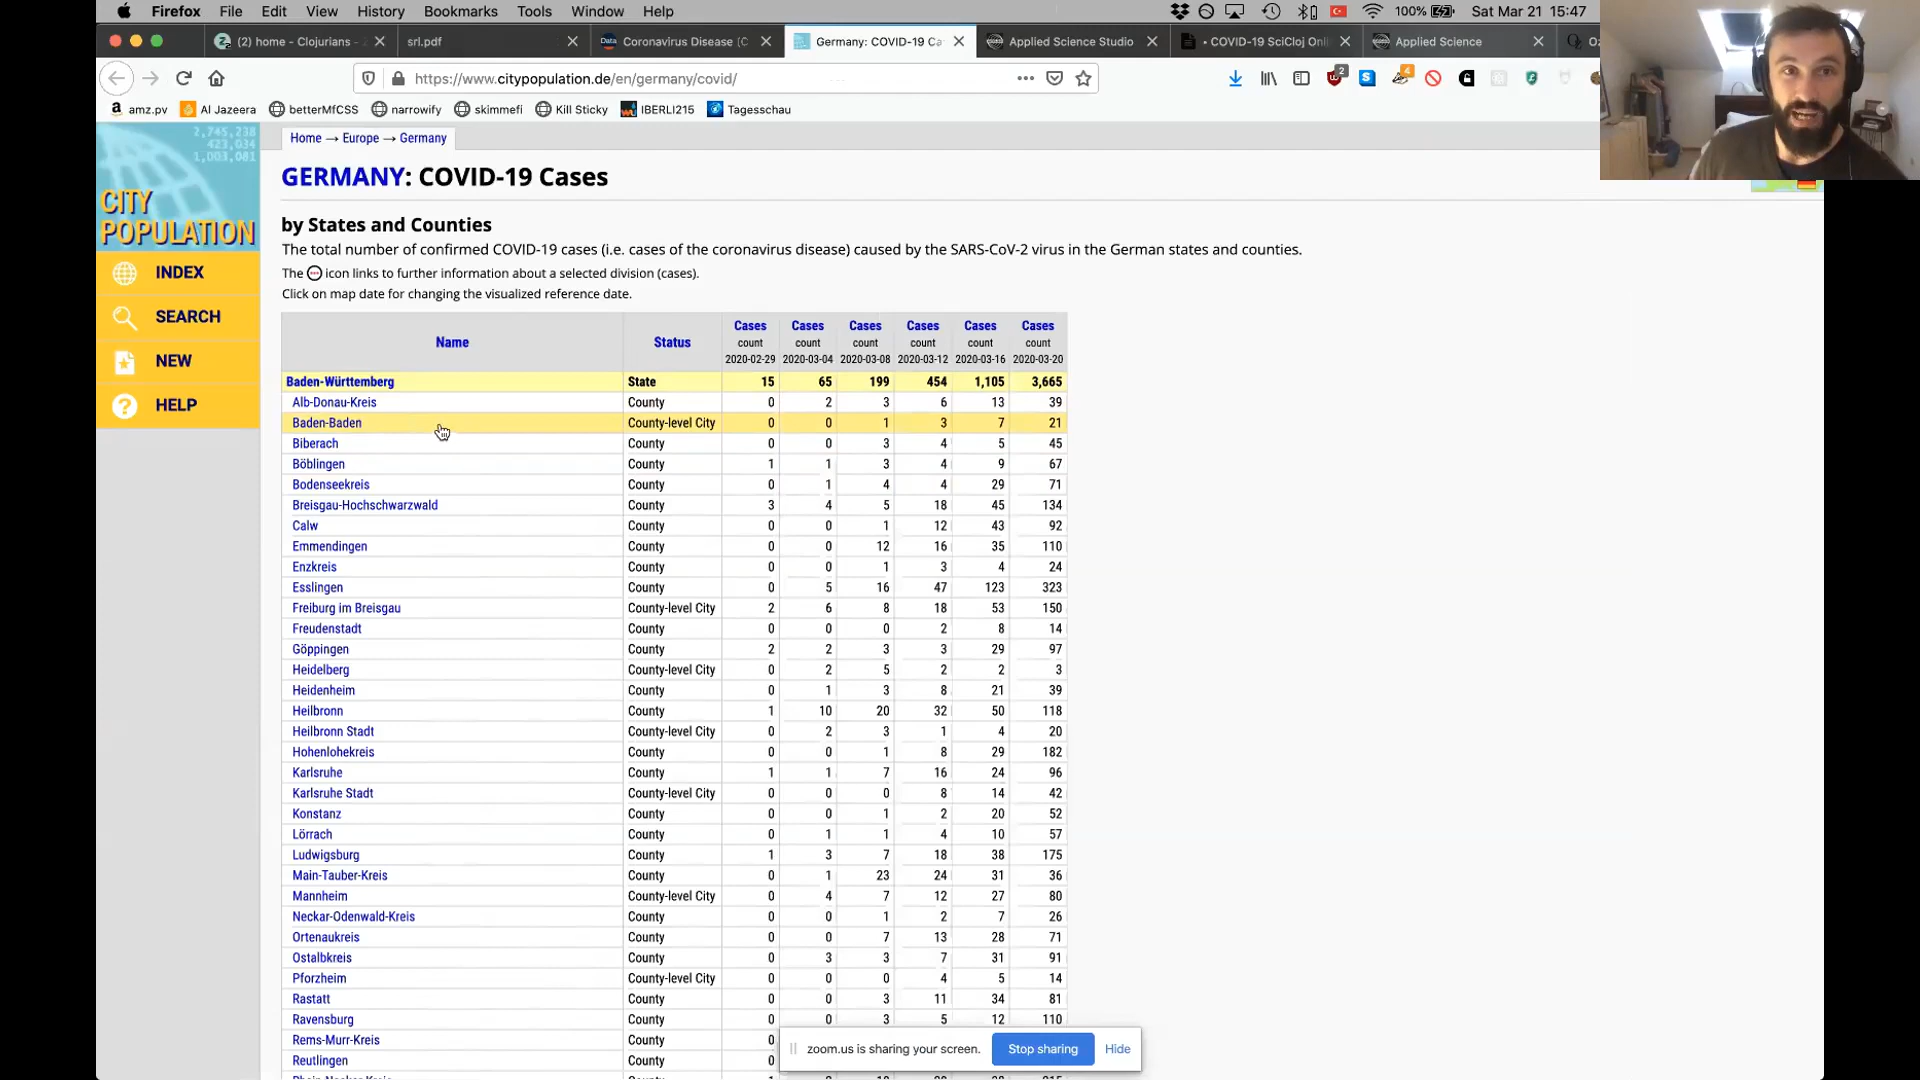 Firefox File Edit View History Bookmarks Tools Window Help 100% Sat Mar 21 15:47
(2) home - Clojurians - srl.pdf Coronavirus Disease (C Germany: COVID-19 Ca Applied Science Studio • COVID-19 SciCloj Onl Applied Science
https://www.citypopulation.de/en/germany/covid/ 2 4
amz.pv Al Jazeera betterMfCSS narrowify skimmefi Kill Sticky IBERLI215 Tagesschau
2,745,238
423,034
1,003,081
CITY
POPULATION
INDEX
SEARCH
NEW
HELP
Home → Europe → Germany
GERMANY: COVID-19 Cases
by States and Counties
The total number of confirmed COVID-19 cases (i.e. cases of the coronavirus disease) caused by the SARS-CoV-2 virus in the German states and counties.
The icon links to further information about a selected division (cases).
Click on map date for changing the visualized reference date.
Name Status Cases count 2020-02-29 Cases count 2020-03-04 Cases count 2020-03-08 Cases count 2020-03-12 Cases count 2020-03-16 Cases count 2020-03-20
Baden-Württemberg State 15 65 199 454 1,105 3,665
Alb-Donau-Kreis County 0 2 3 6 13 39
Baden-Baden County-level City 0 0 1 3 7 21
Biberach County 0 0 3 4 5 45
Böblingen County 1 1 3 4 9 67
Bodenseekreis County 0 1 4 4 29 71
Breisgau-Hochschwarzwald County 3 4 5 18 45 134
Calw County 0 0 1 12 43 92
Emmendingen County 0 0 12 16 35 110
Enzkreis County 0 0 1 3 4 24
Esslingen County 0 5 16 47 123 323
Freiburg im Breisgau County-level City 2 6 8 18 53 150
Freudenstadt County 0 0 0 2 8 14
Göppingen County 2 2 3 3 29 97
Heidelberg County-level City 0 2 5 2 2 3
Heidenheim County 0 1 3 8 21 39
Heilbronn County 1 10 20 32 50 118
Heilbronn Stadt County-level City 0 2 3 1 4 20
Hohenlohekreis County 0 0 1 8 29 182
Karlsruhe County 1 1 7 16 24 96
Karlsruhe Stadt County-level City 0 0 0 8 14 42
Konstanz County 0 0 1 2 20 52
Lörrach County 0 1 1 4 10 57
Ludwigsburg County 1 3 7 18 38 175
Main-Tauber-Kreis County 0 1 23 24 31 36
Mannheim County-level City 0 4 7 12 27 80
Neckar-Odenwald-Kreis County 0 0 1 2 7 26
Ortenaukreis County 0 0 7 13 28 71
Ostalbkreis County 0 3 3 7 31 91
Pforzheim County-level City 0 0 0 4 5 14
Rastatt County 0 0 3 11 34 81
Ravensburg County 0 0 3 5 12 110
Rems-Murr-Kreis County 0
Reutlingen County 0
zoom.us is sharing your screen. Stop sharing Hide